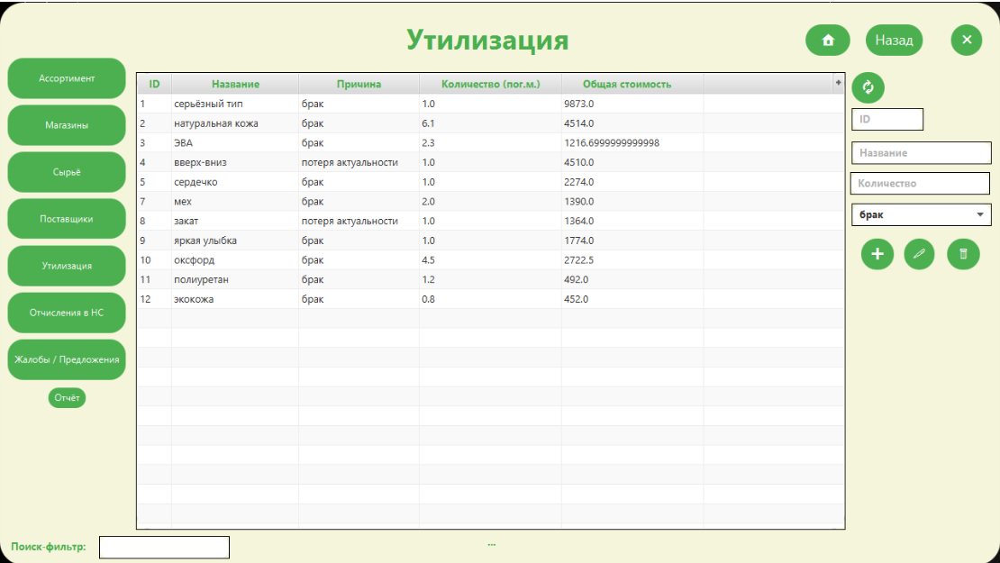 Утилизация
Назад
Ассортимент
Магазины
Сырьё
Поставщики
Утилизация
Отчисления в НС
Жалобы / Предложения
Отчёт
ID Название Причина Количество (пог.м.) Общая стоимость +
1 серьёзный тип брак 1.0 9873.0
2 натуральная кожа брак 6.1 4514.0
3 ЭВА брак 2.3 1216.6999999999998
4 вверх-вниз потеря актуальности 1.0 4510.0
5 сердечко брак 1.0 2274.0
7 мех брак 2.0 1390.0
8 закат потеря актуальности 1.0 1364.0
9 яркая улыбка брак 1.0 1774.0
10 оксфорд брак 4.5 2722.5
11 полиуретан брак 1.2 492.0
12 экокожа брак 0.8 452.0
ID
Название
Количество
брак
Поиск-фильтр:
...